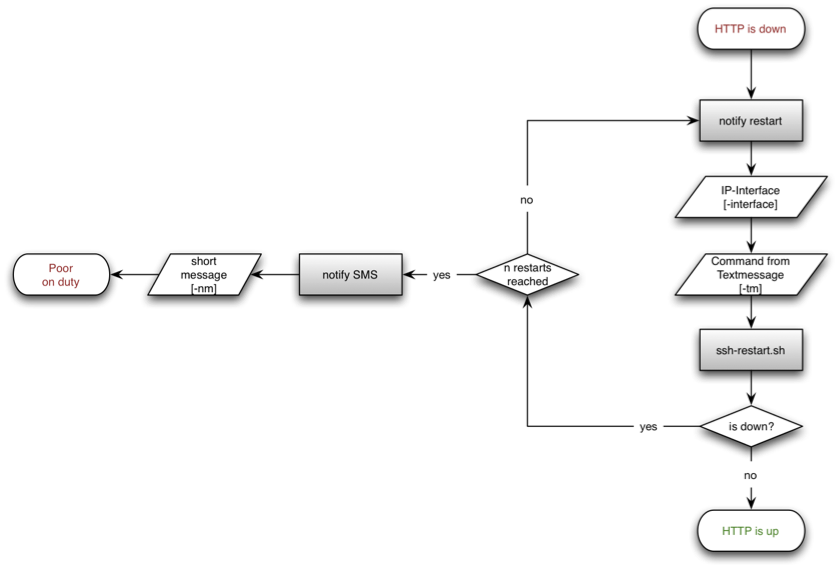 HTTP is down
notify restart
IP-Interface
[-interface]
no
Command from
Textmessage
[-tm]
n restarts
reached
yes
notify SMS
short
message
[-nm]
Poor
on duty
ssh-restart.sh
is down?
yes
no
HTTP is up